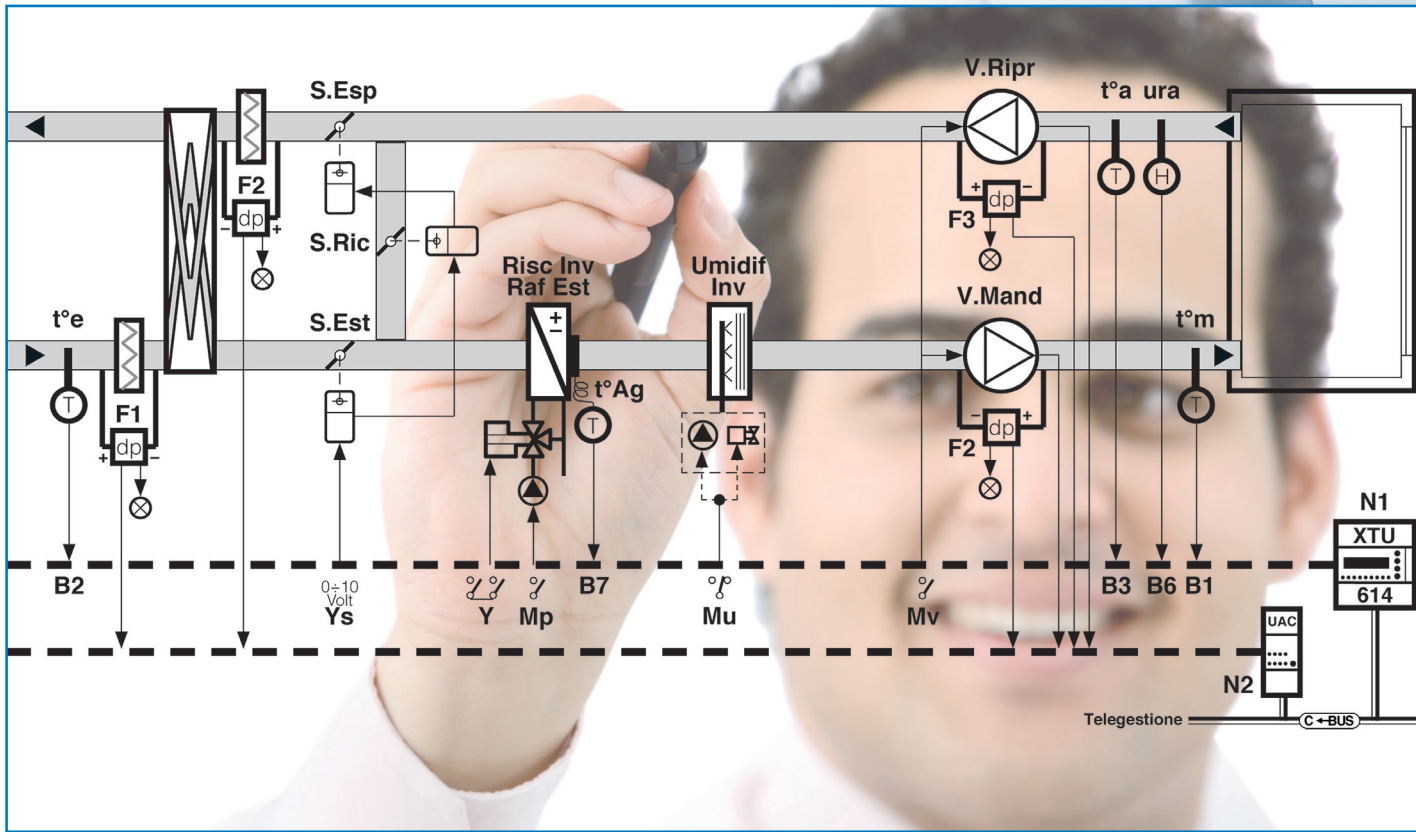 V.Ripr
S.Esp
t°a ura
F2
- dp +
T
H
+ dp -
F3
S.Ric
Risc Inv
Raf Est
Umidif
Inv
V.Mand
t°e
S.Est
+
-
t°m
T
F1
+ dp -
t°Ag
T
T
- dp +
F2
N1
XTU
614
B2
0÷10
Volt
Ys
Y
Mp
B7
Mu
Mv
B3
B6
B1
UAC
N2
Telegestione
C←BUS